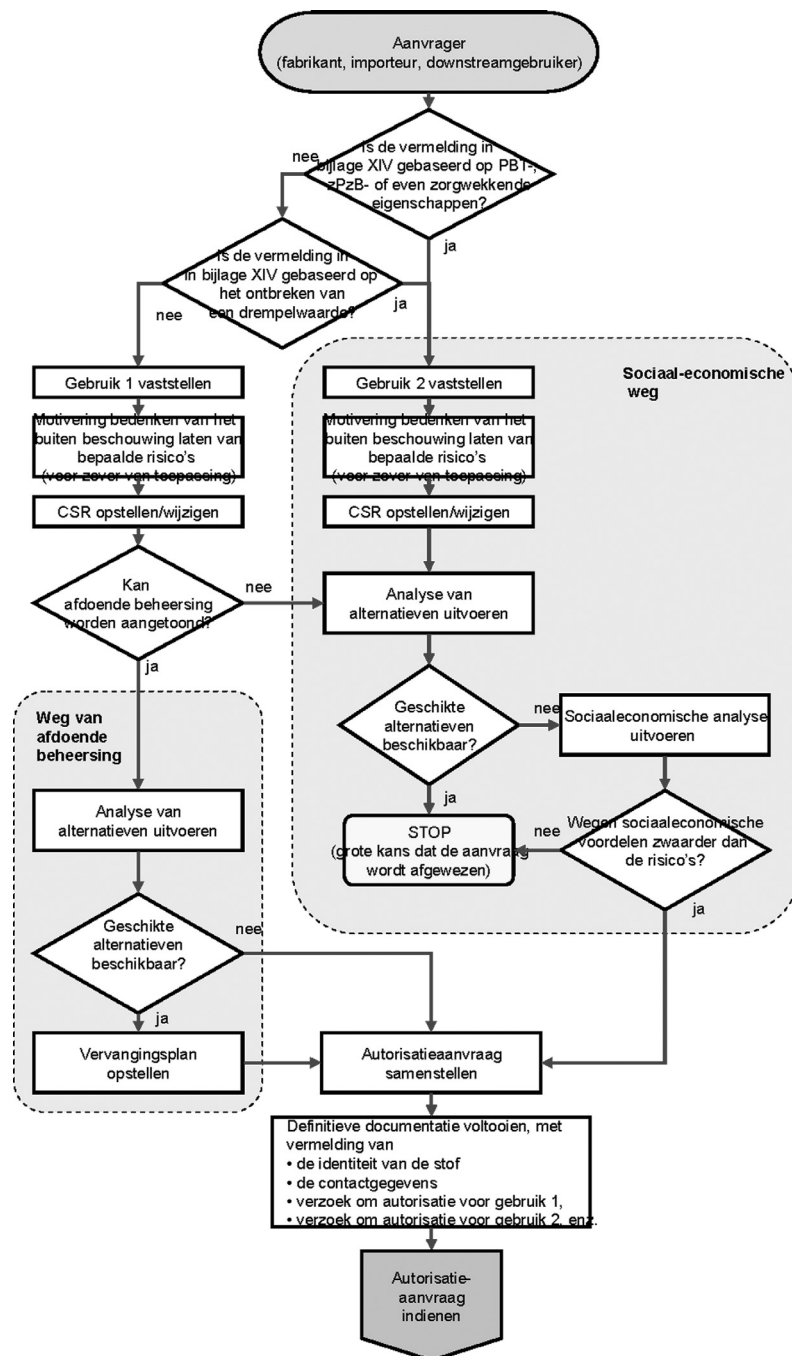 Aanvrager
(fabrikant, importeur, downstreamgebruiker)
Is de vermelding in
bijlage XIV gebaseerd op PBT-,
zPzB- of even zorgwekkende
eigenschappen?
nee
ja
Is de vermelding in
in bijlage XIV gebaseerd op
het ontbreken van
een drempelwaarde?
nee
ja
Sociaal-economische
weg
Gebruik 1 vaststellen
Gebruik 2 vaststellen
Motivering bedenken van het
buiten beschouwing laten van
bepaalde risico's
(voor zover van toepassing)
Motivering bedenken van het
buiten beschouwing laten van
bepaalde risico's
(voor zover van toepassing)
CSR opstellen/wijzigen
CSR opstellen/wijzigen
Kan
afdoende beheersing
worden aangetoond?
nee
ja
Analyse van
alternatieven uitvoeren
Geschikte
alternatieven
beschikbaar?
nee
ja
Sociaaleconomische analyse
uitvoeren
Weg van
afdoende
beheersing
Analyse van
alternatieven uitvoeren
STOP
(grote kans dat de aanvraag
wordt afgewezen)
nee
Wegen sociaaleconomische
voordelen zwaarder dan
de risico's?
ja
Geschikte
alternatieven
beschikbaar?
nee
ja
Vervangingsplan
opstellen
Autorisatieaanvraag
samenstellen
Definitieve documentatie voltooien, met
vermelding van
• de identiteit van de stof
• de contactgegevens
• verzoek om autorisatie voor gebruik 1,
• verzoek om autorisatie voor gebruik 2, enz.
Autorisatie-
aanvraag
indienen